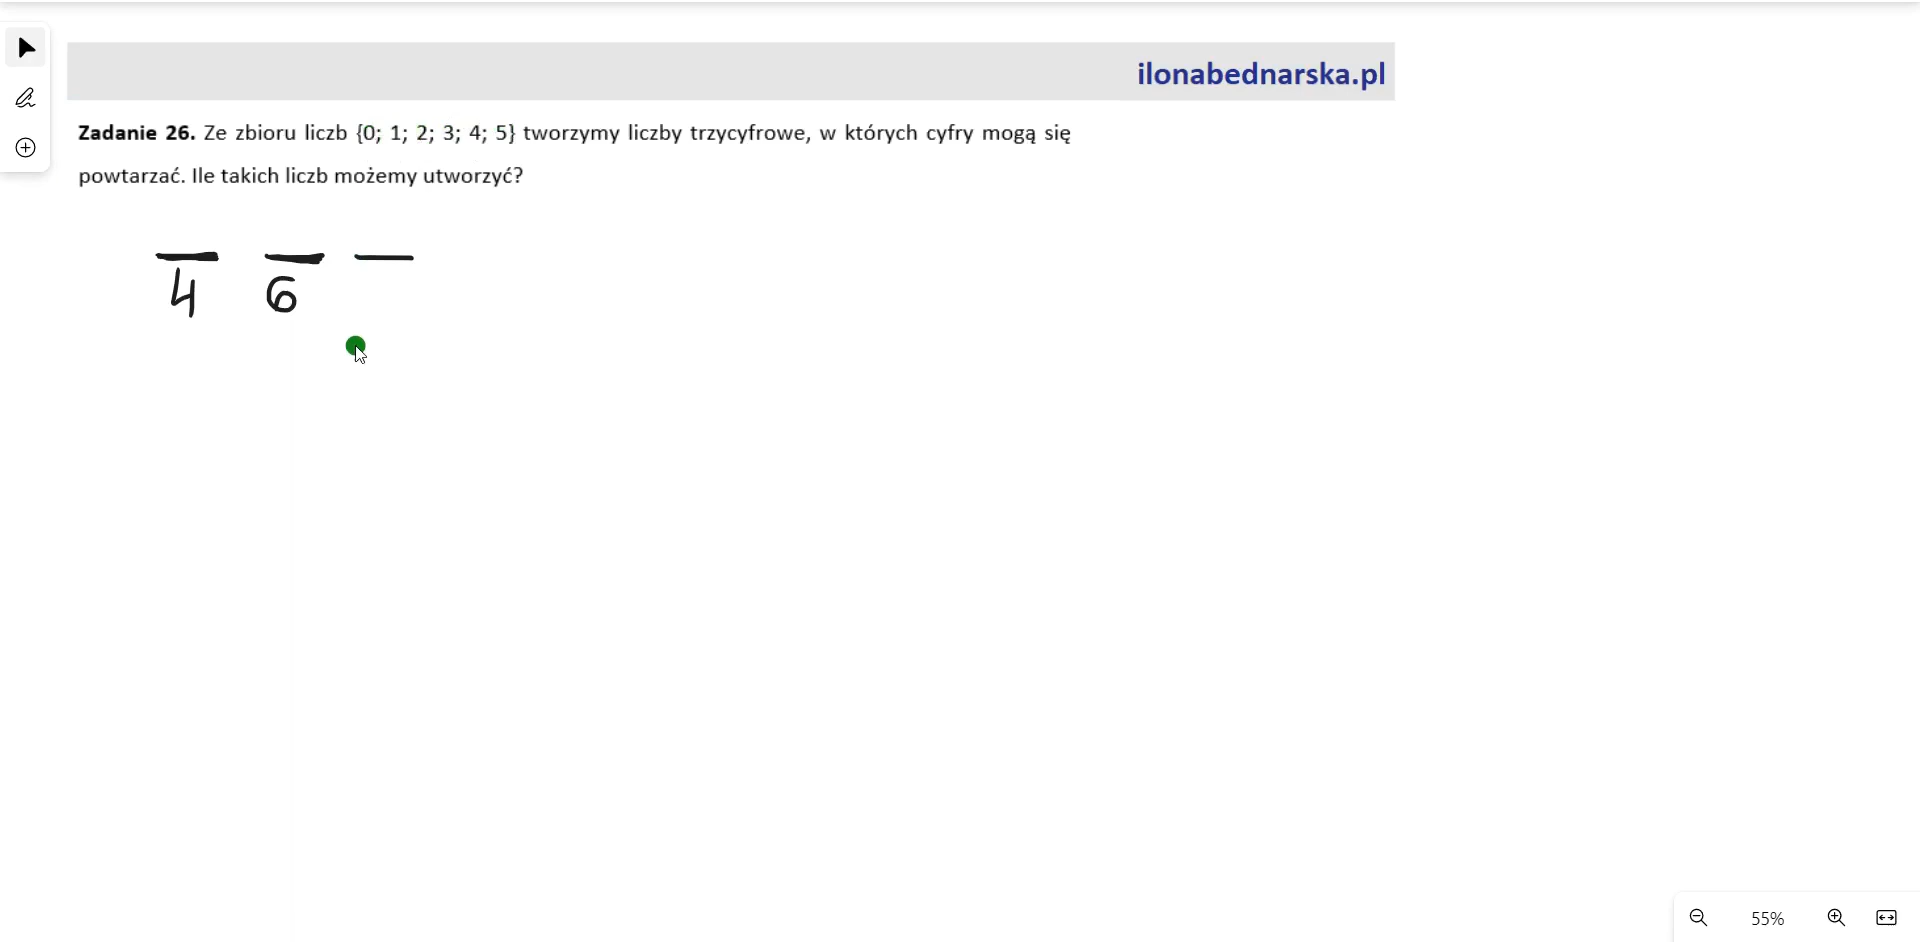 ilonabednarska.pl
Zadanie 26. Ze zbioru liczb {0; 1; 2; 3; 4; 5} tworzymy liczby trzycyfrowe, w których cyfry mogą się
powtarzać. Ile takich liczb możemy utworzyć?
4 6
55%